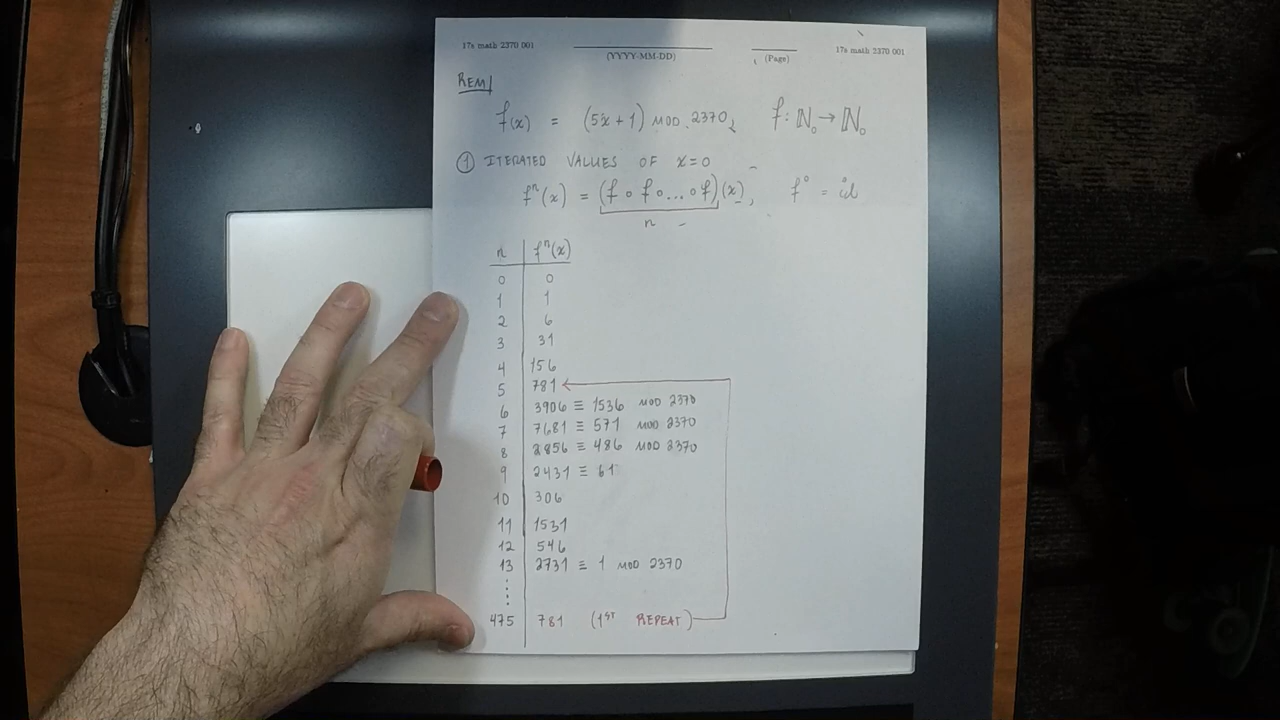 17s math 2370 001 17s math 2370 001
(YYYY-MM-DD) (Page)
REM
f(x) = (5x+1) MOD 2370, f: ℕ₀ → ℕ₀
① ITERATED VALUES OF x=0
fⁿ(x) = (f ∘ f ∘ ... ∘ f)(x), f⁰ = id
n
n fⁿ(x)
0 0
1 1
2 6
3 31
4 156
5 781
6 3906 ≡ 1536 MOD 2370
7 7681 ≡ 571 MOD 2370
8 2856 ≡ 486 MOD 2370
9 2431 ≡ 61
10 306
11 1531
12 546
13 2731 ≡ 1 MOD 2370
⋮
475 781 (1ST REPEAT)